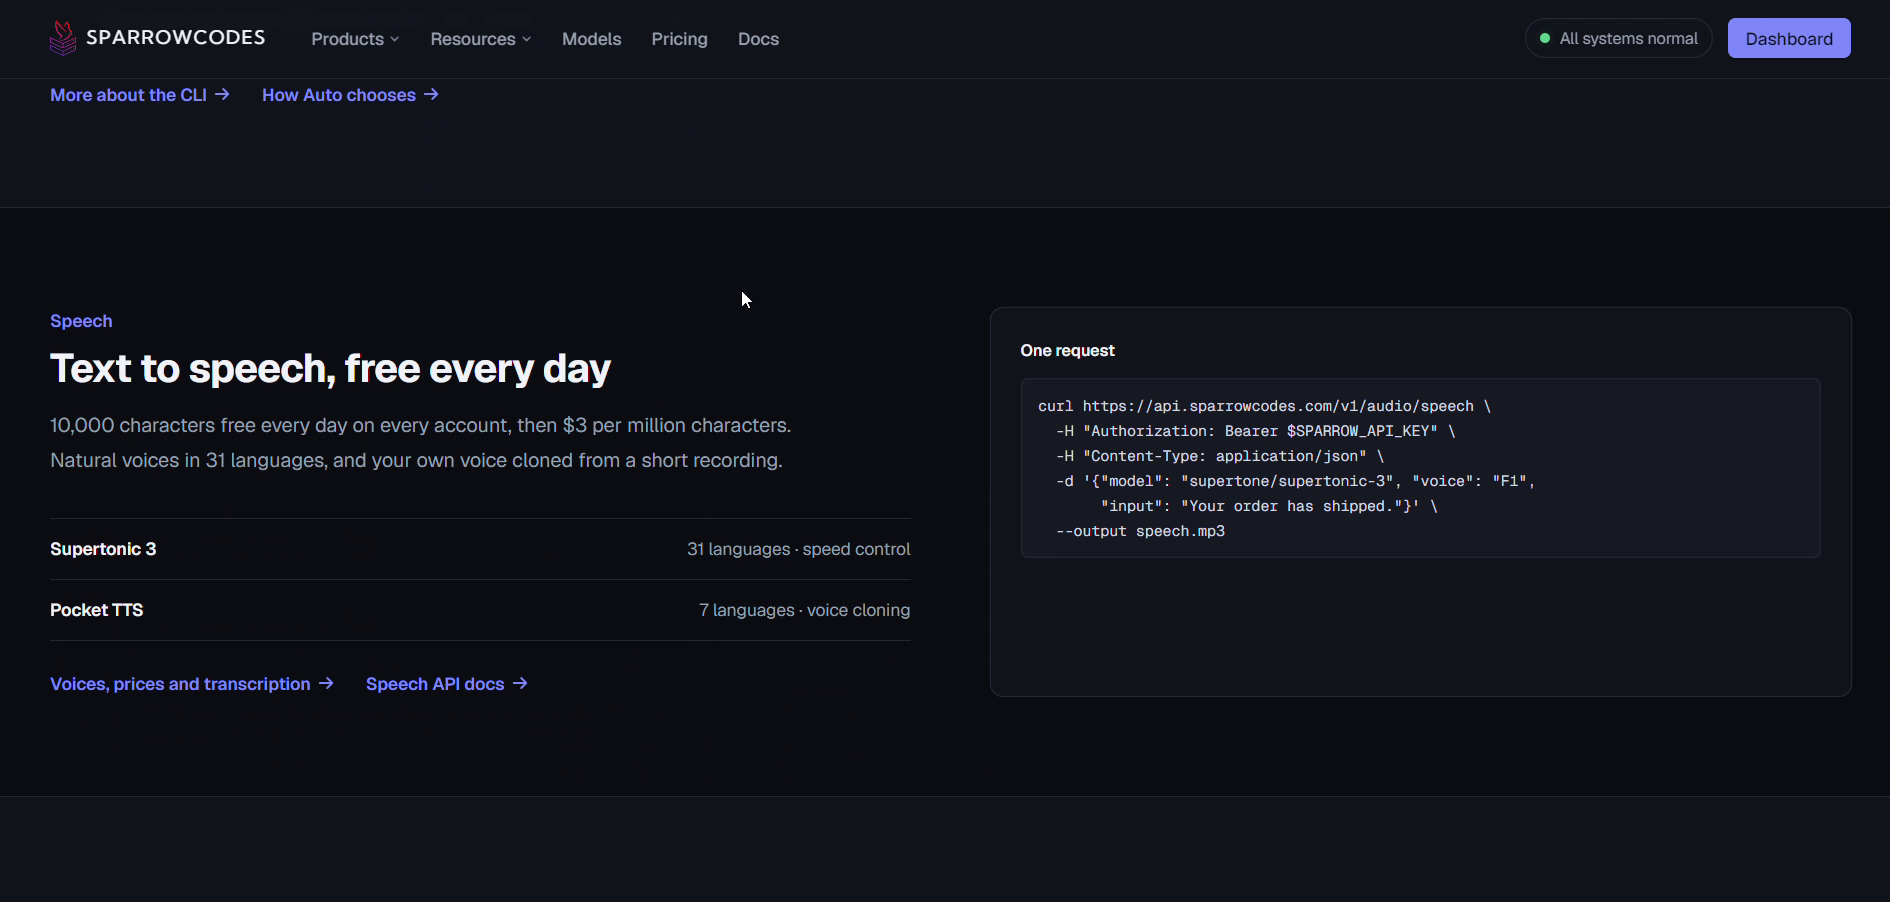 SPARROWCODES
Products
Resources
Models
Pricing
Docs
All systems normal
Dashboard
More about the CLI →
How Auto chooses →
Speech
Text to speech, free every day
10,000 characters free every day on every account, then $3 per million characters.
Natural voices in 31 languages, and your own voice cloned from a short recording.
Supertonic 3
31 languages · speed control
Pocket TTS
7 languages · voice cloning
Voices, prices and transcription →
Speech API docs →
One request
curl https://api.sparrowcodes.com/v1/audio/speech \
  -H "Authorization: Bearer $SPARROW_API_KEY" \
  -H "Content-Type: application/json" \
  -d '{"model": "supertone/supertonic-3", "voice": "F1",
       "input": "Your order has shipped."}' \
  --output speech.mp3